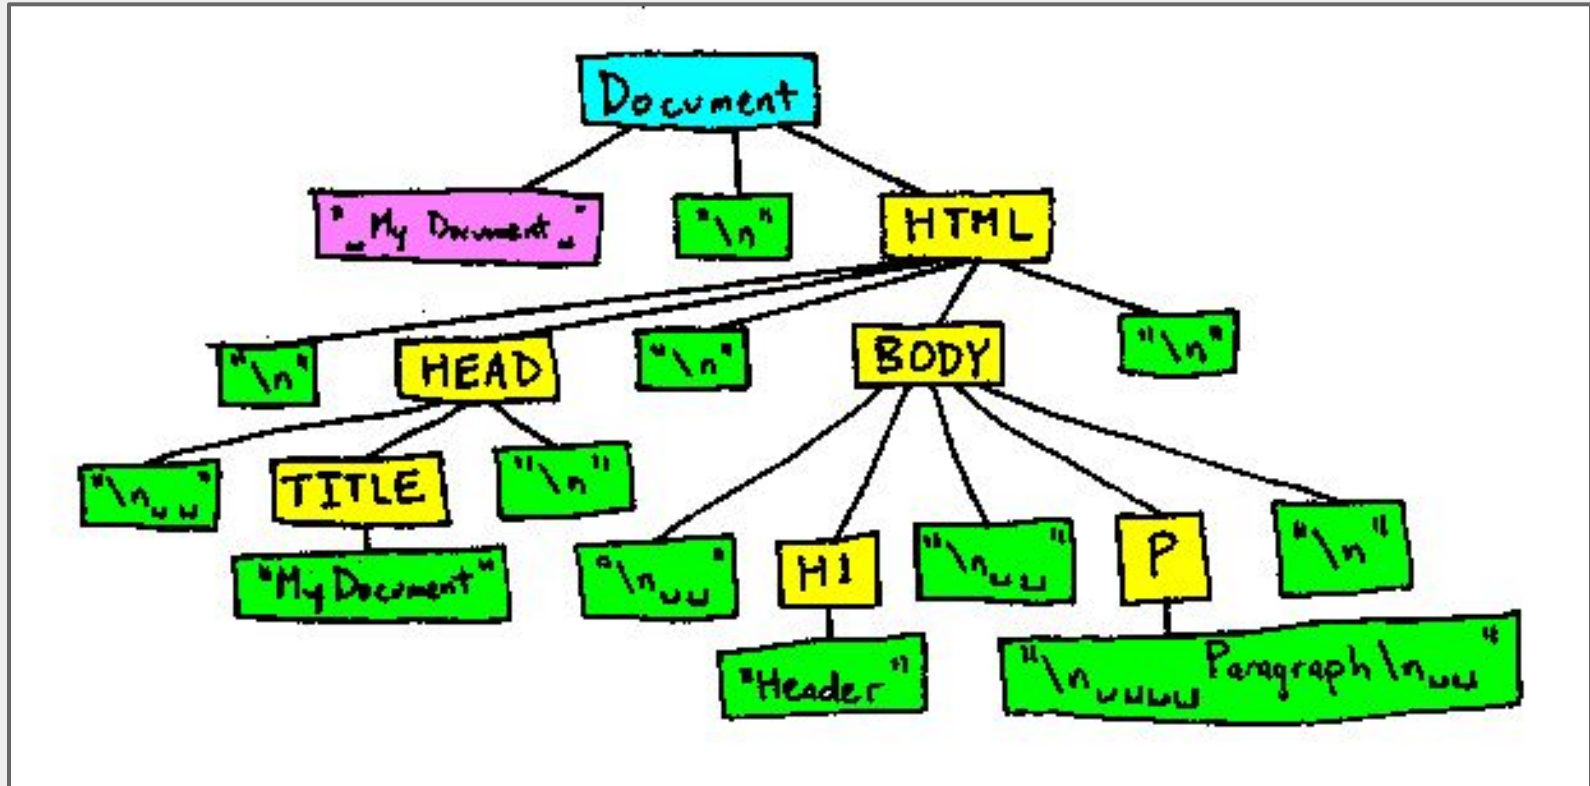 Document
"␣My Document␣"
"\n"
HTML
"\n"
HEAD
"\n"
BODY
"\n"
"\n␣␣"
TITLE
"\n"
"My Document"
"\n␣␣"
H1
"\n␣␣"
P
"\n"
"Header"
"\n␣␣␣␣Paragraph\n␣␣"